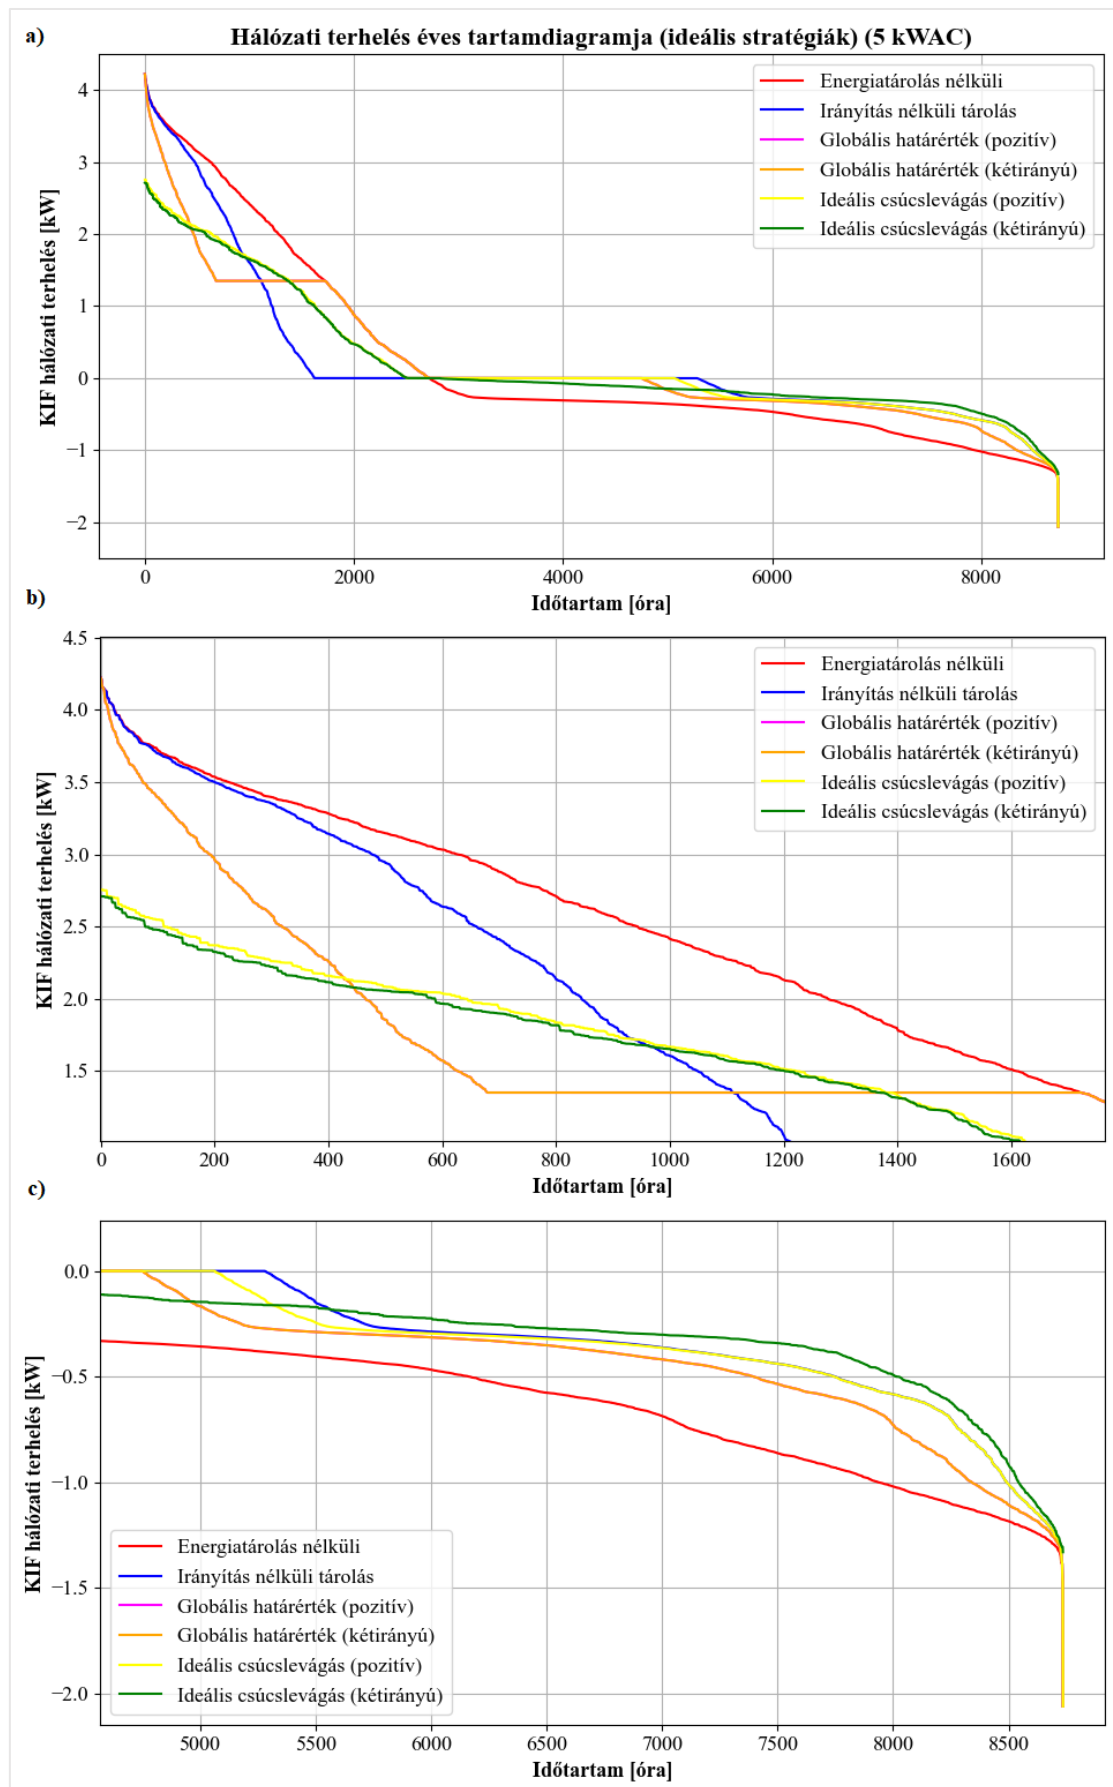 a)
Hálózati terhelés éves tartamdiagramja (ideális stratégiák) (5 kWAC)
KIF hálózati terhelés [kW]
4
3
2
1
0
−1
−2
Energiatárolás nélküli
Irányítás nélküli tárolás
Globális határérték (pozitív)
Globális határérték (kétirányú)
Ideális csúcslevágás (pozitív)
Ideális csúcslevágás (kétirányú)
0 2000 4000 6000 8000
Időtartam [óra]
b)
KIF hálózati terhelés [kW]
4.5
4.0
3.5
3.0
2.5
2.0
1.5
Energiatárolás nélküli
Irányítás nélküli tárolás
Globális határérték (pozitív)
Globális határérték (kétirányú)
Ideális csúcslevágás (pozitív)
Ideális csúcslevágás (kétirányú)
0 200 400 600 800 1000 1200 1400 1600
Időtartam [óra]
c)
KIF hálózati terhelés [kW]
0.0
−0.5
−1.0
−1.5
−2.0
Energiatárolás nélküli
Irányítás nélküli tárolás
Globális határérték (pozitív)
Globális határérték (kétirányú)
Ideális csúcslevágás (pozitív)
Ideális csúcslevágás (kétirányú)
5000 5500 6000 6500 7000 7500 8000 8500
Időtartam [óra]